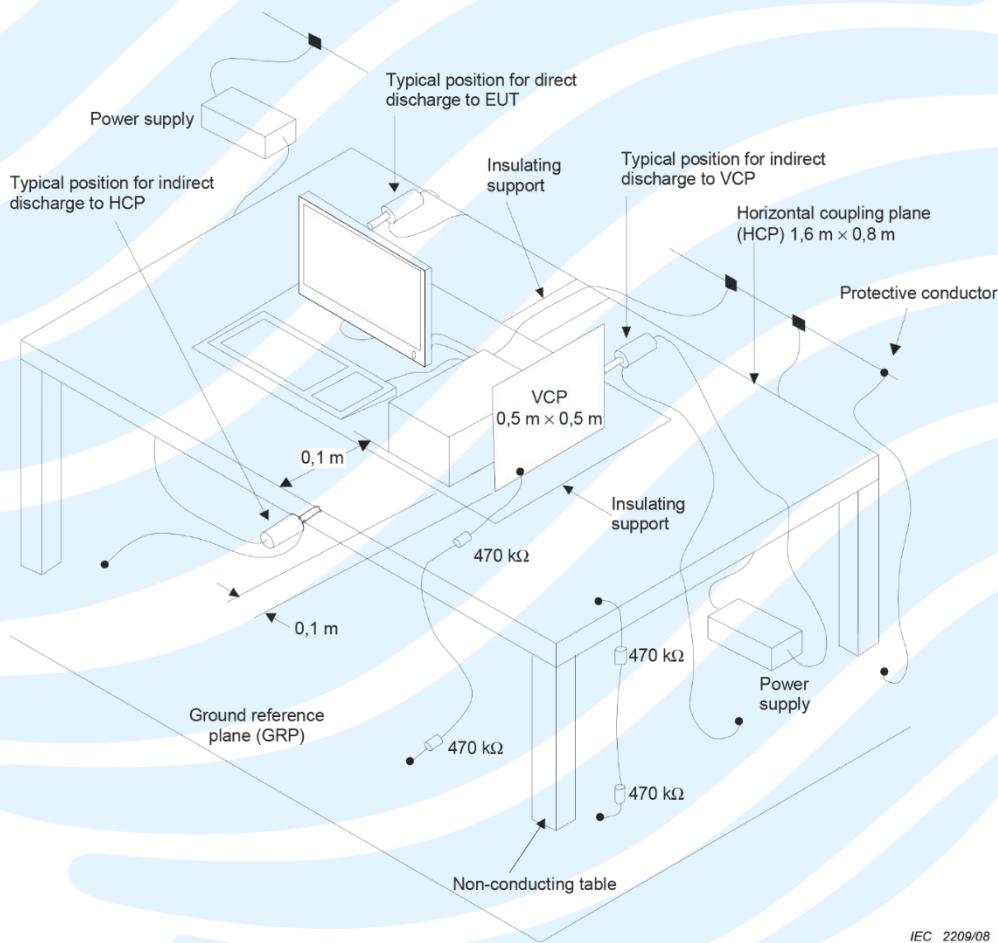 Typical position for direct
discharge to EUT
Power supply
Insulating
support
Typical position for indirect
discharge to VCP
Typical position for indirect
discharge to HCP
Horizontal coupling plane
(HCP) 1,6 m × 0,8 m
Protective conductor
VCP
0,5 m × 0,5 m
0,1 m
Insulating
support
470 kΩ
0,1 m
470 kΩ
Power
supply
Ground reference
plane (GRP)
470 kΩ
470 kΩ
Non-conducting table
IEC 2209/08